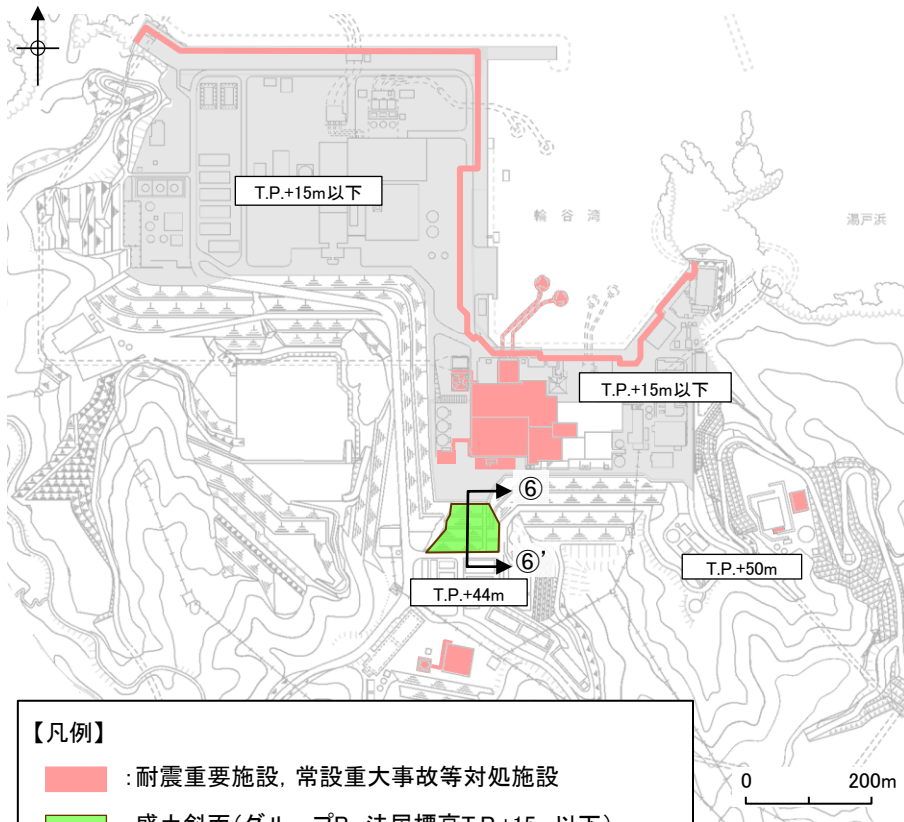 T.P.+15m以下
輪谷湾
湯戸浜
T.P.+15m以下
⑥
⑥’
T.P.+50m
T.P.+44m
【凡例】
:耐震重要施設，常設重大事故等対処施設
0 200m